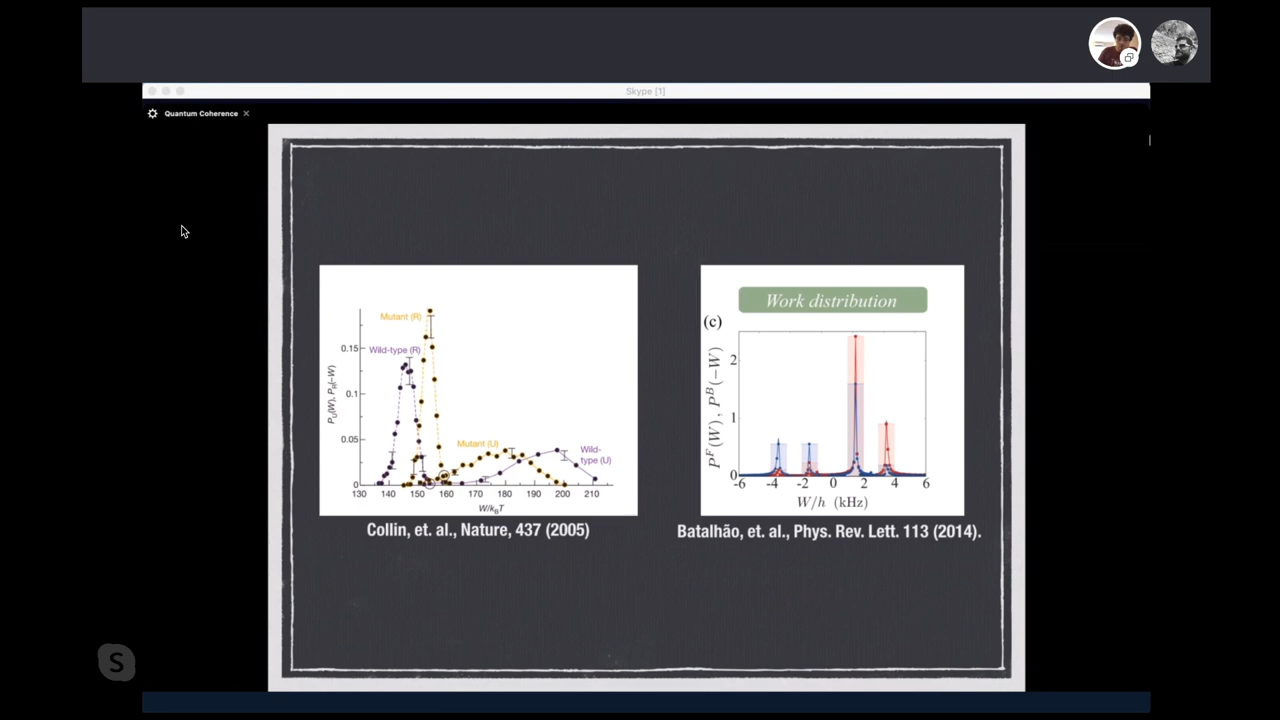 Skype [1]
Quantum Coherence
Mutant (R)
Wild-type (R)
Mutant (U)
Wild-
type (U)
0.15
0.1
0.05
0
P_U(W), P_R(−W)
130 140 150 160 170 180 190 200 210
W/k_BT
Collin, et. al., Nature, 437 (2005)
Work distribution
(c)
2
1
0
P^F(W), P^B(−W)
-6 -4 -2 0 2 4 6
W/h (kHz)
Batalhão, et. al., Phys. Rev. Lett. 113 (2014).
S